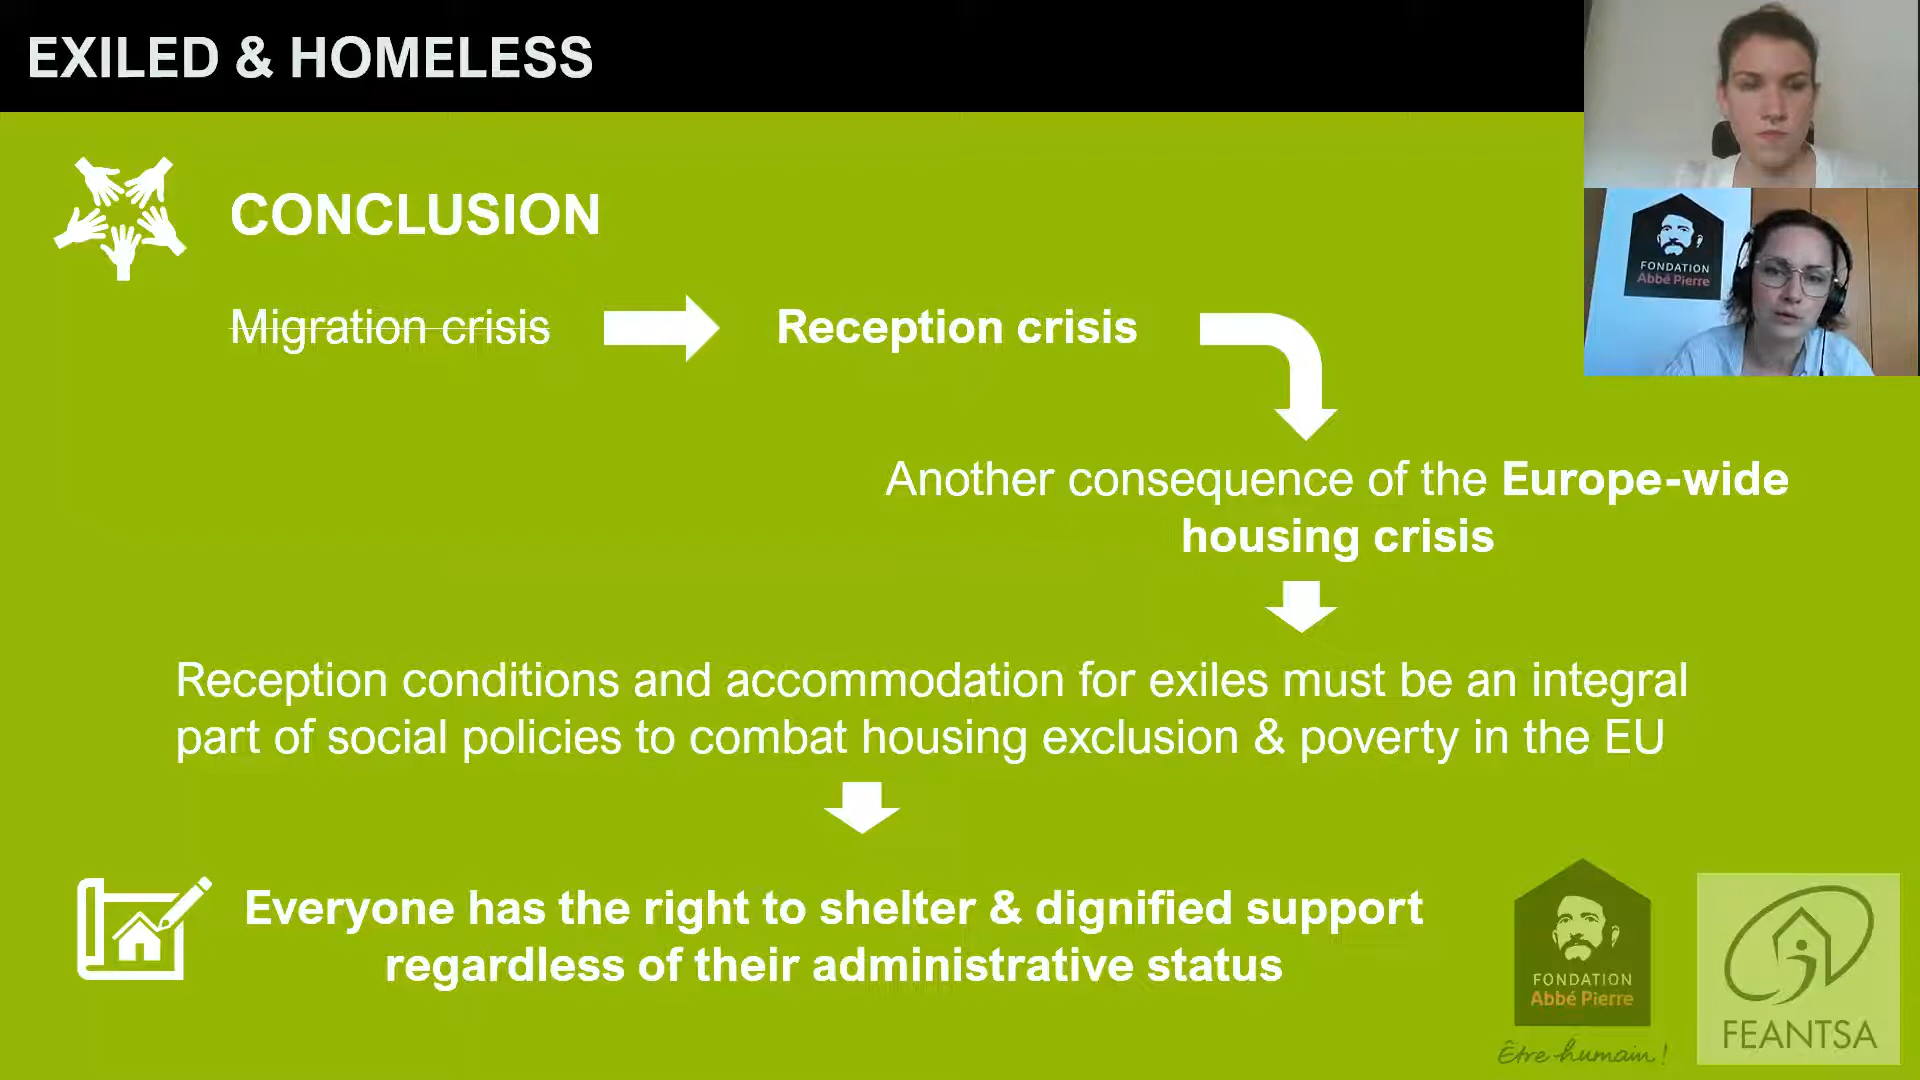 EXILED & HOMELESS
CONCLUSION
Migration crisis
Reception crisis
Another consequence of the Europe-wide
housing crisis
Reception conditions and accommodation for exiles must be an integral
part of social policies to combat housing exclusion & poverty in the EU
Everyone has the right to shelter & dignified support
regardless of their administrative status
FONDATION
Abbé Pierre
FONDATION
Abbé Pierre
Être humain !
FEANTSA